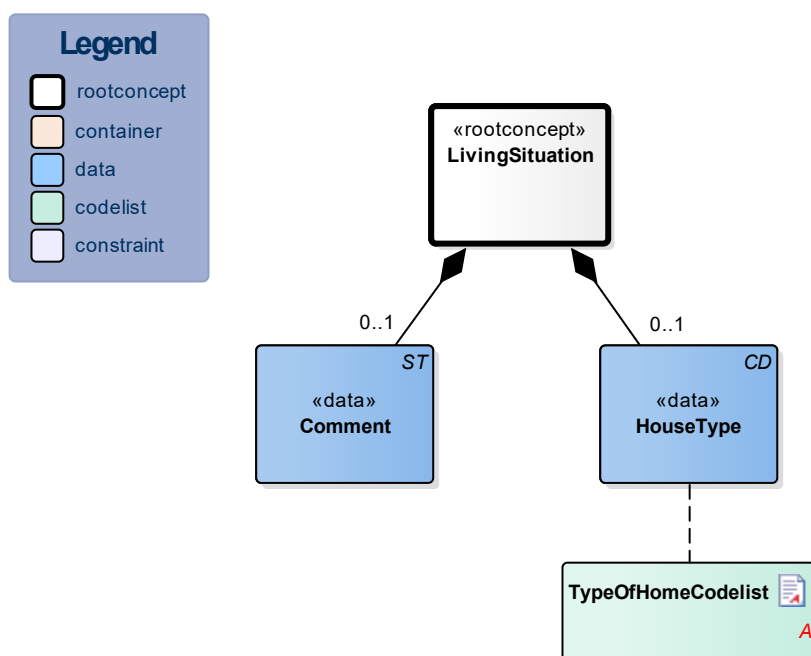 Legend
rootconcept
container
data
codelist
constraint
«rootconcept»
LivingSituation
0..1
0..1
ST
«data»
Comment
CD
«data»
HouseType
TypeOfHomeCodelist
A